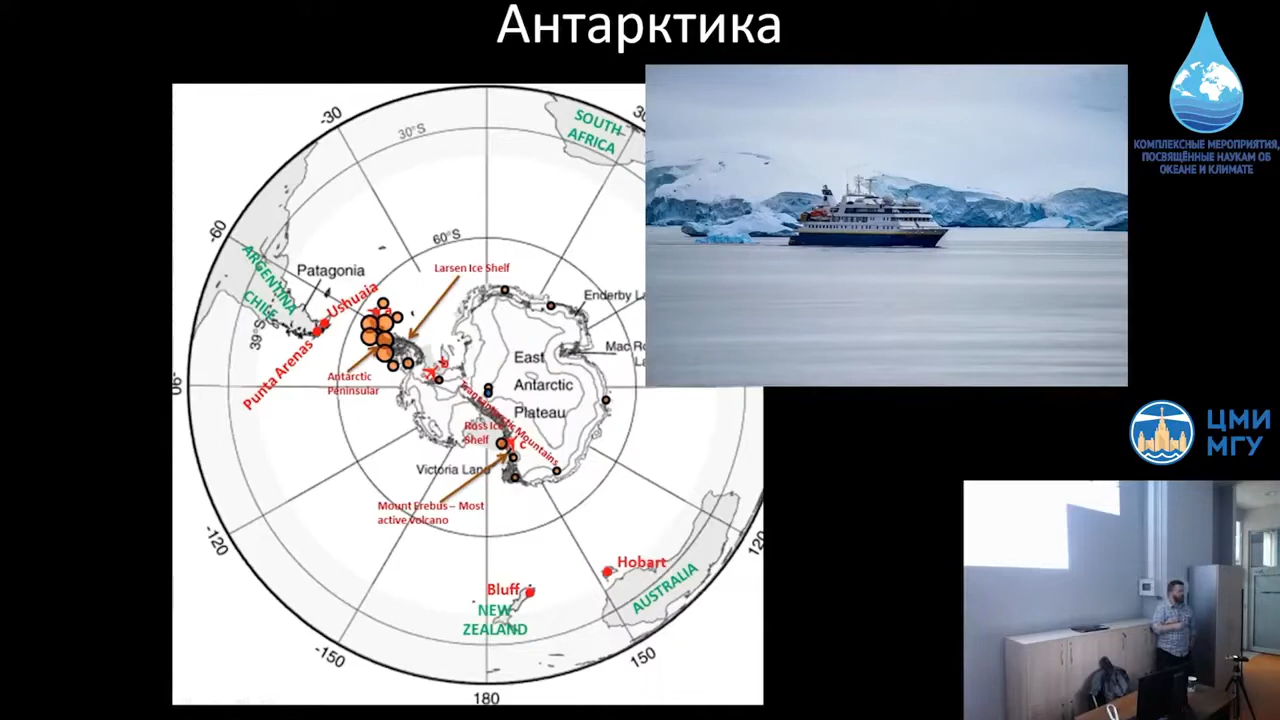 Антарктика
КОМПЛЕКСНЫЕ МЕРОПРИЯТИЯ,
ПОСВЯЩЁННЫЕ НАУКАМ ОБ
ОКЕАНЕ И КЛИМАТЕ
-30
30°S
SOUTH
AFRICA
-60
60°S
Larsen Ice Shelf
Patagonia
ARGENTINA
CHILE
Ushuaia
Enderby
39°S
Punta Arenas
Mac
East
Antarctic
Plateau
Antarctic
Peninsular
Transantarctic Mountains
Ross Ice
Shelf
Victoria Land
Mount Erebus – Most
active volcano
ЦМИ
МГУ
-120
120
Hobart
AUSTRALIA
Bluff
NEW
ZEALAND
-150
150
180